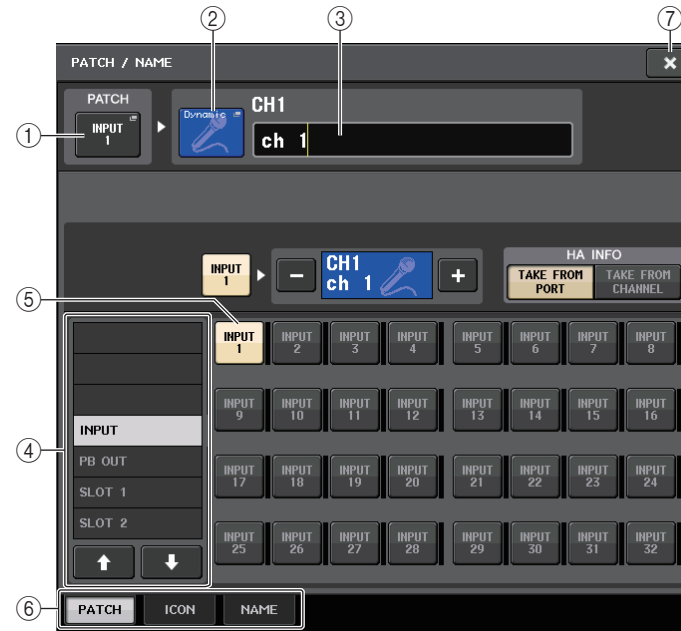 ② ③ ⑦
PATCH / NAME
PATCH
① INPUT 1
Dynamic
CH1
ch 1
INPUT 1
CH1
ch 1
HA INFO
TAKE FROM PORT
TAKE FROM CHANNEL
⑤
④
INPUT
PB OUT
SLOT 1
SLOT 2
INPUT 1 INPUT 2 INPUT 3 INPUT 4 INPUT 5 INPUT 6 INPUT 7 INPUT 8
INPUT 9 INPUT 10 INPUT 11 INPUT 12 INPUT 13 INPUT 14 INPUT 15 INPUT 16
INPUT 17 INPUT 18 INPUT 19 INPUT 20 INPUT 21 INPUT 22 INPUT 23 INPUT 24
INPUT 25 INPUT 26 INPUT 27 INPUT 28 INPUT 29 INPUT 30 INPUT 31 INPUT 32
⑥ PATCH ICON NAME